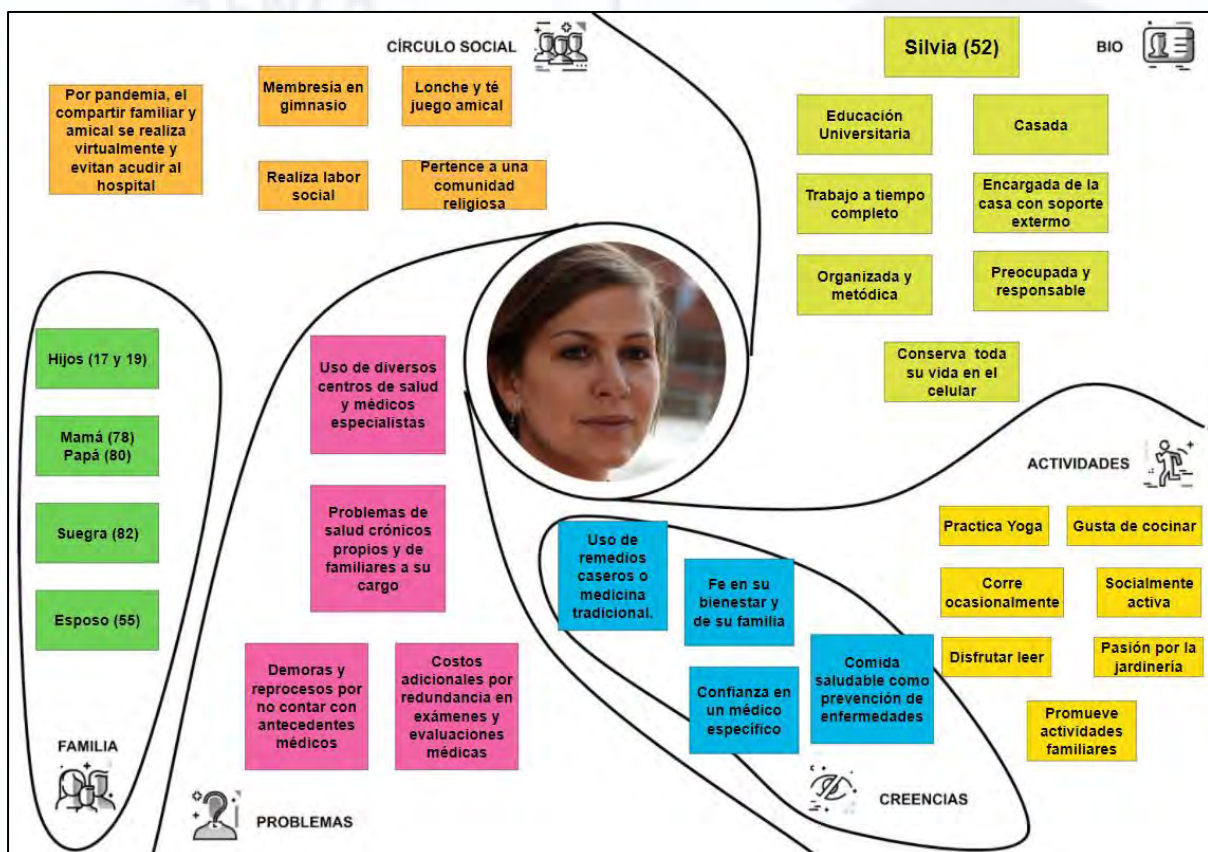 CÍRCULO SOCIAL
Por pandemia, el
compartir familiar y
amical se realiza
virtualmente y
evitan acudir al
hospital
Membresia en
gimnasio
Lonche y té
juego amical
Realiza labor
social
Pertence a una
comunidad
religiosa
BIO
Silvia (52)
Educación
Universitaria
Casada
Trabajo a tiempo
completo
Encargada de la
casa con soporte
extermo
Organizada y
metódica
Preocupada y
responsable
Conserva toda
su vida en el
celular
Hijos (17 y 19)
Mamá (78)
Papá (80)
Suegra (82)
Esposo (55)
FAMILIA
Uso de diversos
centros de salud
y médicos
especialistas
Problemas de
salud crónicos
propios y de
familiares a su
cargo
Demoras y
reprocesos por
no contar con
antecedentes
médicos
Costos
adicionales por
redundancia en
exámenes y
evaluaciones
médicas
PROBLEMAS
Uso de
remedios
caseros o
medicina
tradicional.
Fe en su
bienestar y
de su familia
Confianza en
un médico
específico
Comida
saludable como
prevención de
enfermedades
CREENCIAS
ACTIVIDADES
Practica Yoga
Gusta de cocinar
Corre
ocasionalmente
Socialmente
activa
Disfrutar leer
Pasión por la
jardinería
Promueve
actividades
familiares